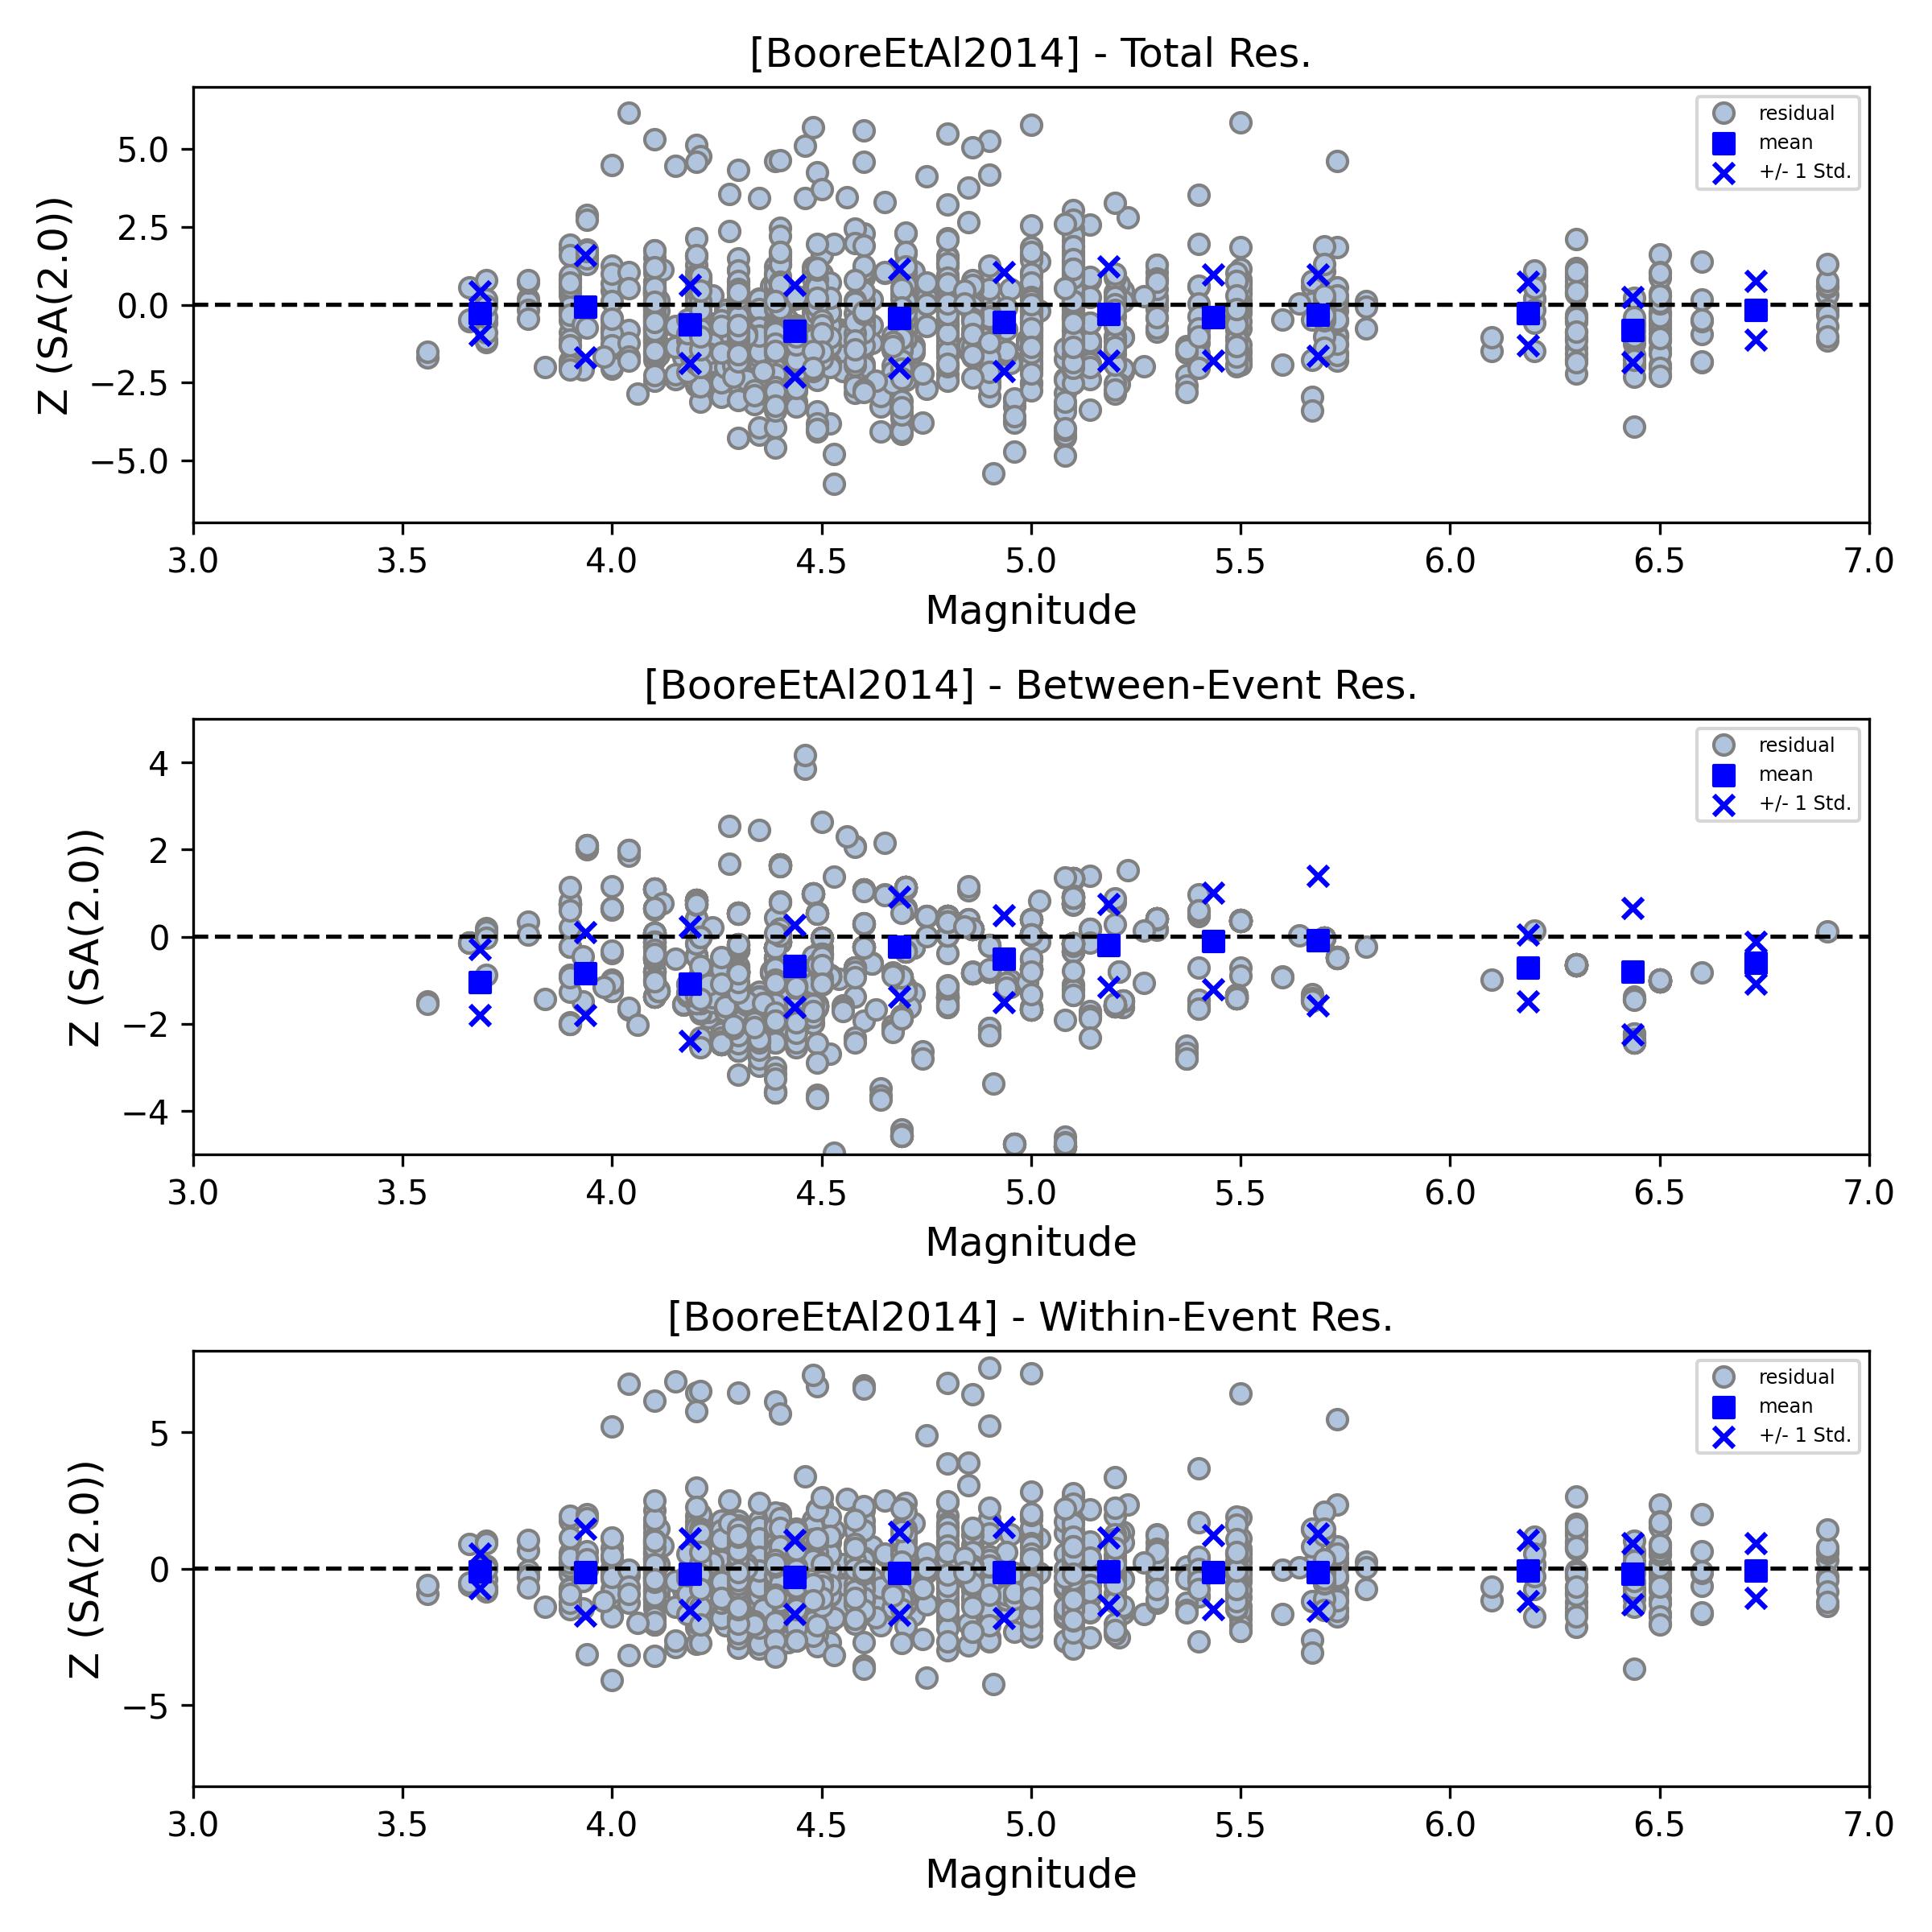 [BooreEtAl2014] - Total Res.
Z (SA(2.0))
5.0
2.5
0.0
−2.5
−5.0
residual
mean
+/- 1 Std.
3.0 3.5 4.0 4.5 5.0 5.5 6.0 6.5 7.0
Magnitude
[BooreEtAl2014] - Between-Event Res.
Z (SA(2.0))
4
2
0
−2
−4
residual
mean
+/- 1 Std.
3.0 3.5 4.0 4.5 5.0 5.5 6.0 6.5 7.0
Magnitude
[BooreEtAl2014] - Within-Event Res.
Z (SA(2.0))
5
0
−5
residual
mean
+/- 1 Std.
3.0 3.5 4.0 4.5 5.0 5.5 6.0 6.5 7.0
Magnitude